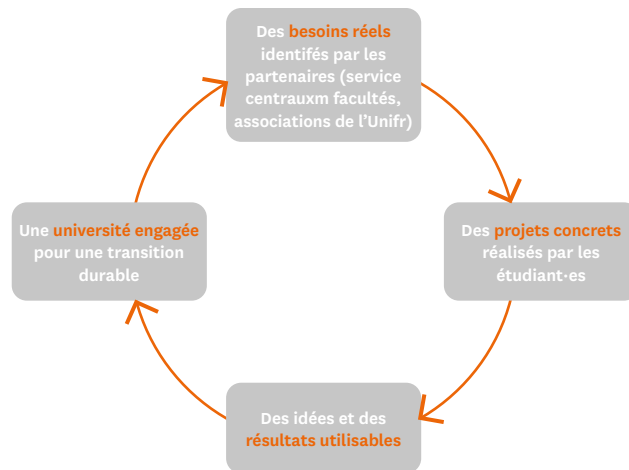 Des besoins réels
identifés par les
partenaires (service
centrauxm facultés,
associations de l'Unifr)
Des projets concrets
réalisés par les
étudiant·es
Des idées et des
résultats utilisables
Une université engagée
pour une transition
durable